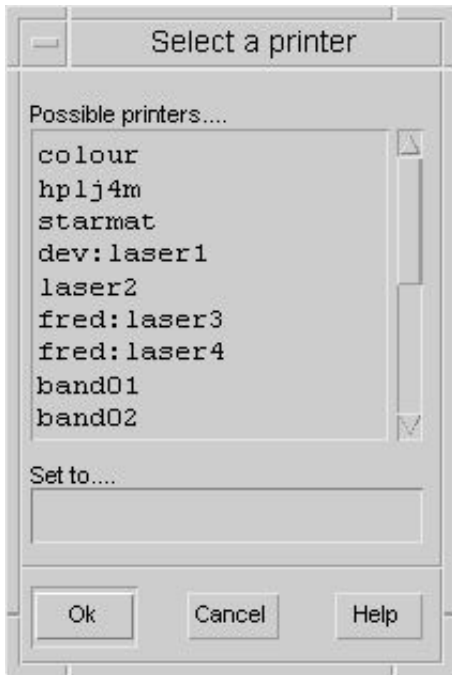 Select a printer
Possible printers....
colour
hplj4m
starmat
dev:laser1
laser2
fred:laser3
fred:laser4
band01
band02
Set to....
Ok
Cancel
Help